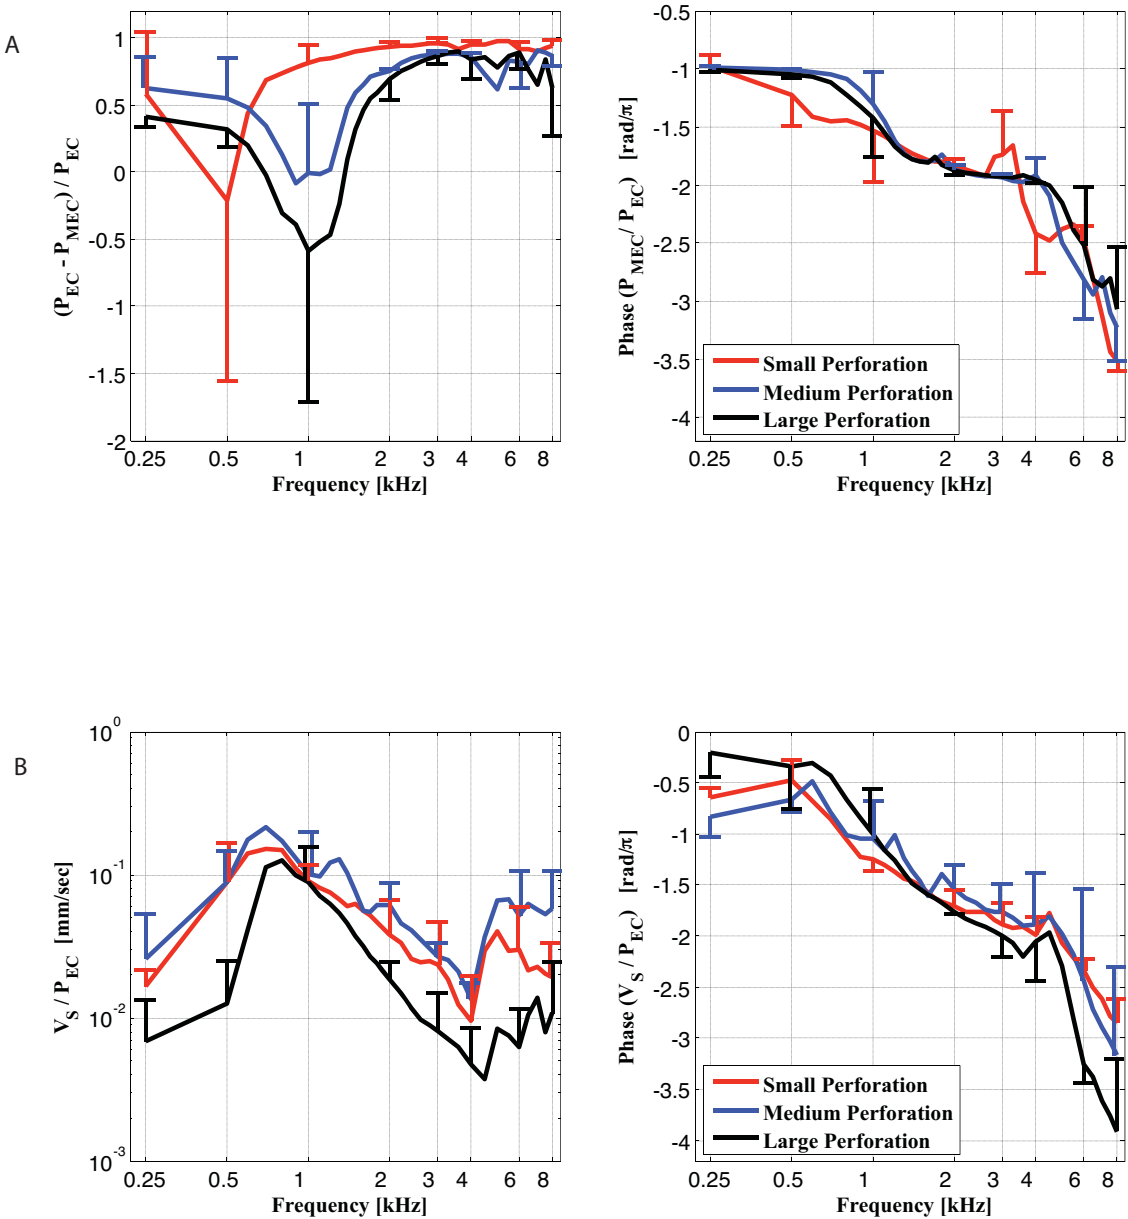 A
(P_EC - P_MEC) / P_EC
1
0.5
0
-0.5
-1
-1.5
-2
0.25 0.5 1 2 3 4 6 8
Frequency [kHz]
Phase (P_MEC / P_EC) [rad/π]
-0.5
-1
-1.5
-2
-2.5
-3
-3.5
-4
Small Perforation
Medium Perforation
Large Perforation
0.25 0.5 1 2 3 4 6 8
Frequency [kHz]
B
V_S / P_EC [mm/sec]
10^0
10^-1
10^-2
10^-3
0.25 0.5 1 2 3 4 6 8
Frequency [kHz]
Phase (V_S / P_EC) [rad/π]
0
-0.5
-1
-1.5
-2
-2.5
-3
-3.5
-4
Small Perforation
Medium Perforation
Large Perforation
0.25 0.5 1 2 3 4 6 8
Frequency [kHz]